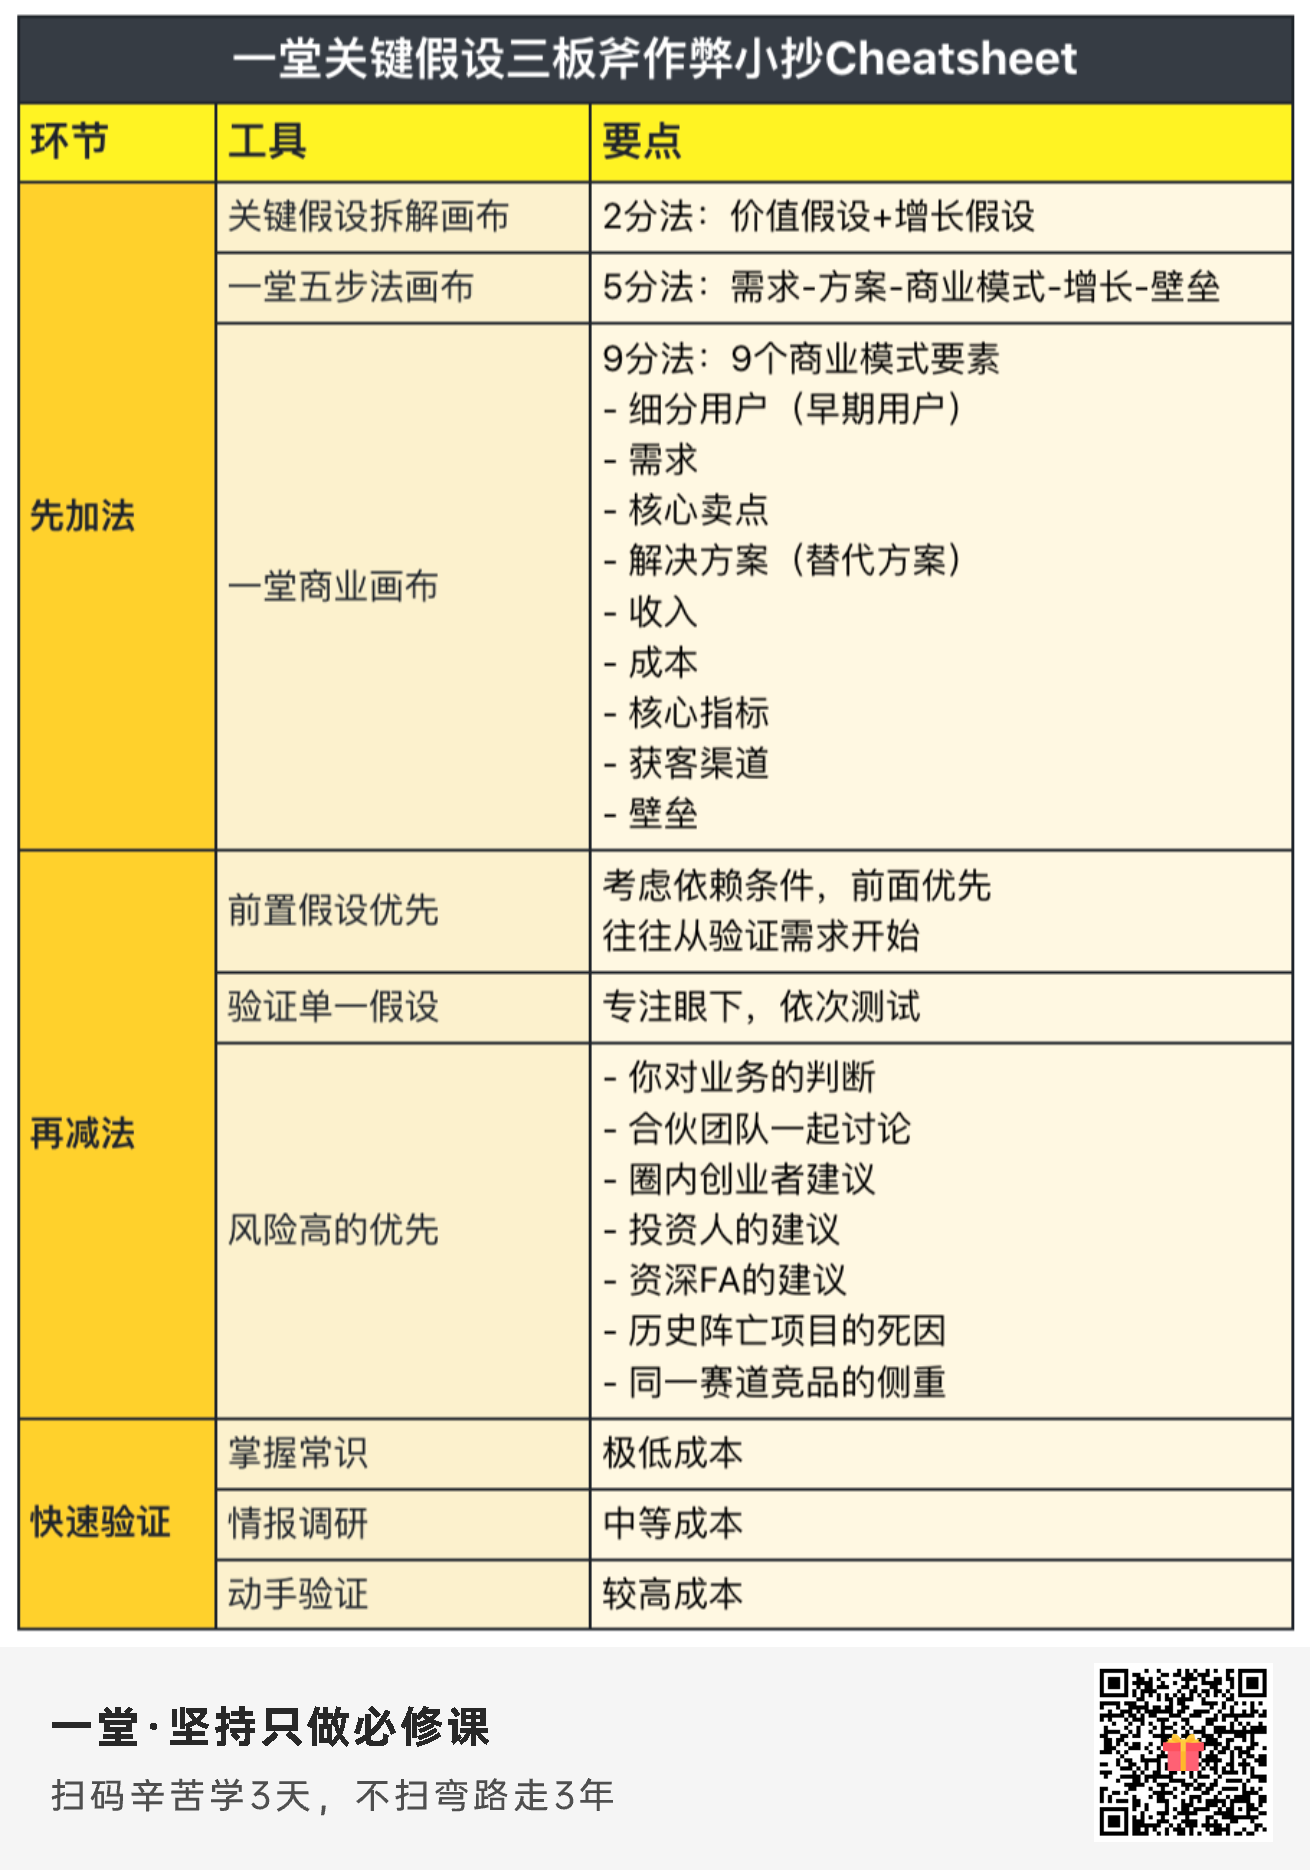 一堂关键假设三板斧作弊小抄Cheatsheet
环节 工具 要点
先加法
关键假设拆解画布 2分法：价值假设+增长假设
一堂五步法画布 5分法：需求-方案-商业模式-增长-壁垒
一堂商业画布
9分法：9个商业模式要素
- 细分用户（早期用户）
- 需求
- 核心卖点
- 解决方案（替代方案）
- 收入
- 成本
- 核心指标
- 获客渠道
- 壁垒
再减法
前置假设优先
考虑依赖条件，前面优先
往往从验证需求开始
验证单一假设 专注眼下，依次测试
风险高的优先
- 你对业务的判断
- 合伙团队一起讨论
- 圈内创业者建议
- 投资人的建议
- 资深FA的建议
- 历史阵亡项目的死因
- 同一赛道竞品的侧重
快速验证
掌握常识 极低成本
情报调研 中等成本
动手验证 较高成本
一堂·坚持只做必修课
扫码辛苦学3天，不扫弯路走3年